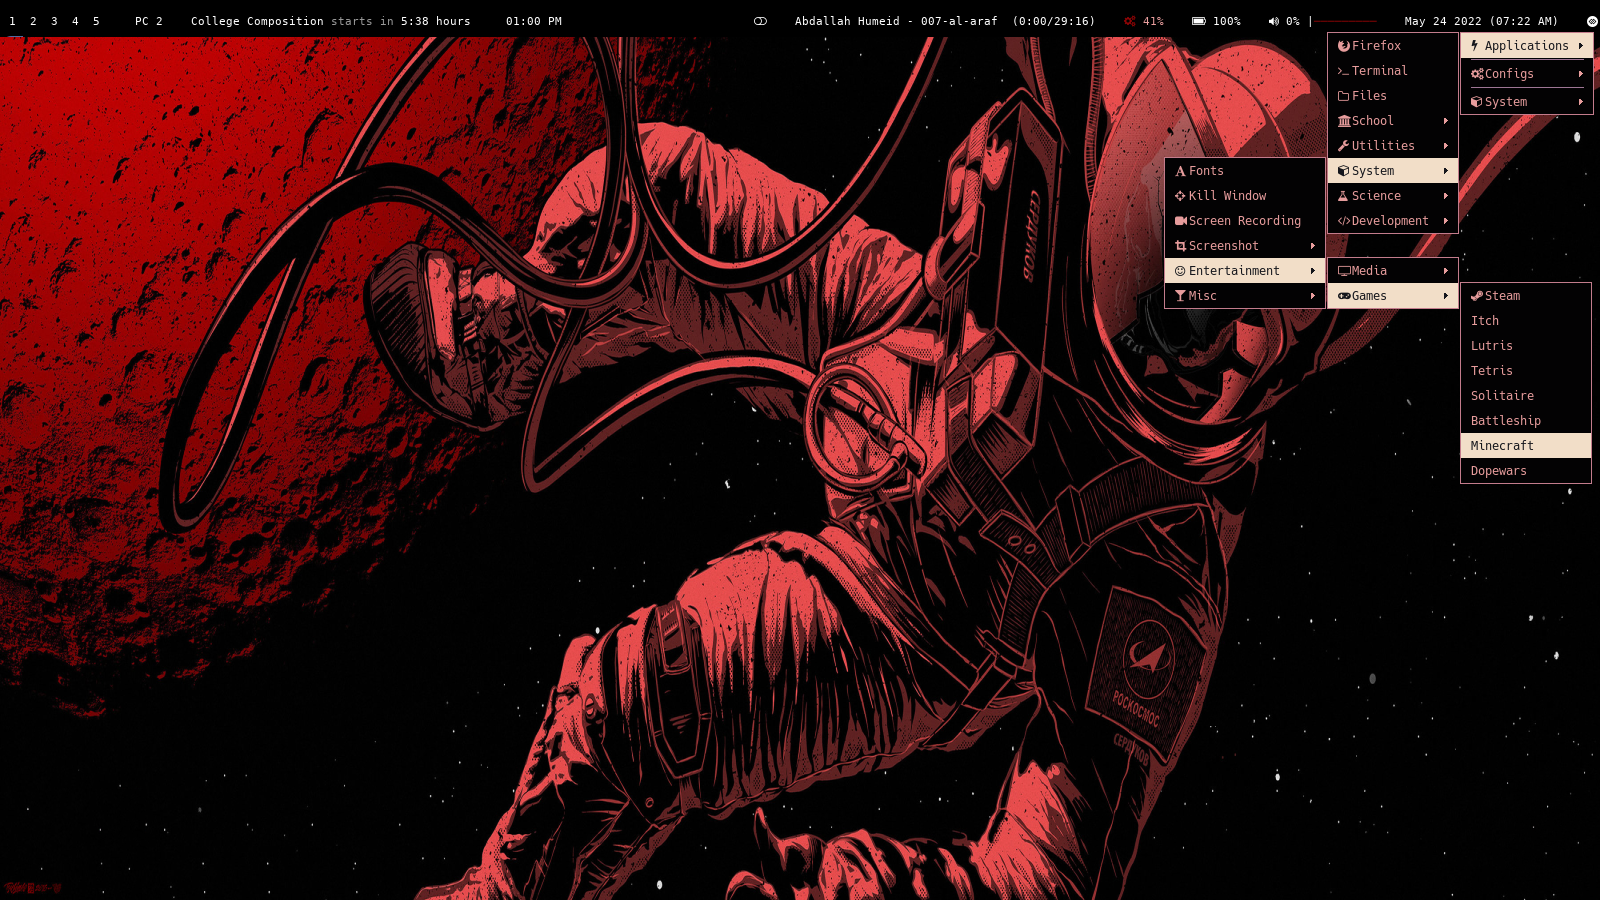 1 2 3 4 5 PC 2 College Composition starts in 5:38 hours 01:00 PM Abdallah Humeid - 007-al-araf (0:00/29:16) 41% 100% 0% May 24 2022 (07:22 AM)
Applications
Configs
System
Firefox
Terminal
Files
School
Utilities
System
Science
Development
Fonts
Kill Window
Screen Recording
Screenshot
Entertainment
Misc
Media
Games
Steam
Itch
Lutris
Tetris
Solitaire
Battleship
Minecraft
Dopewars
СЕРДЮКОВ
РОСКОСМОС
СЕРДЮКОВ